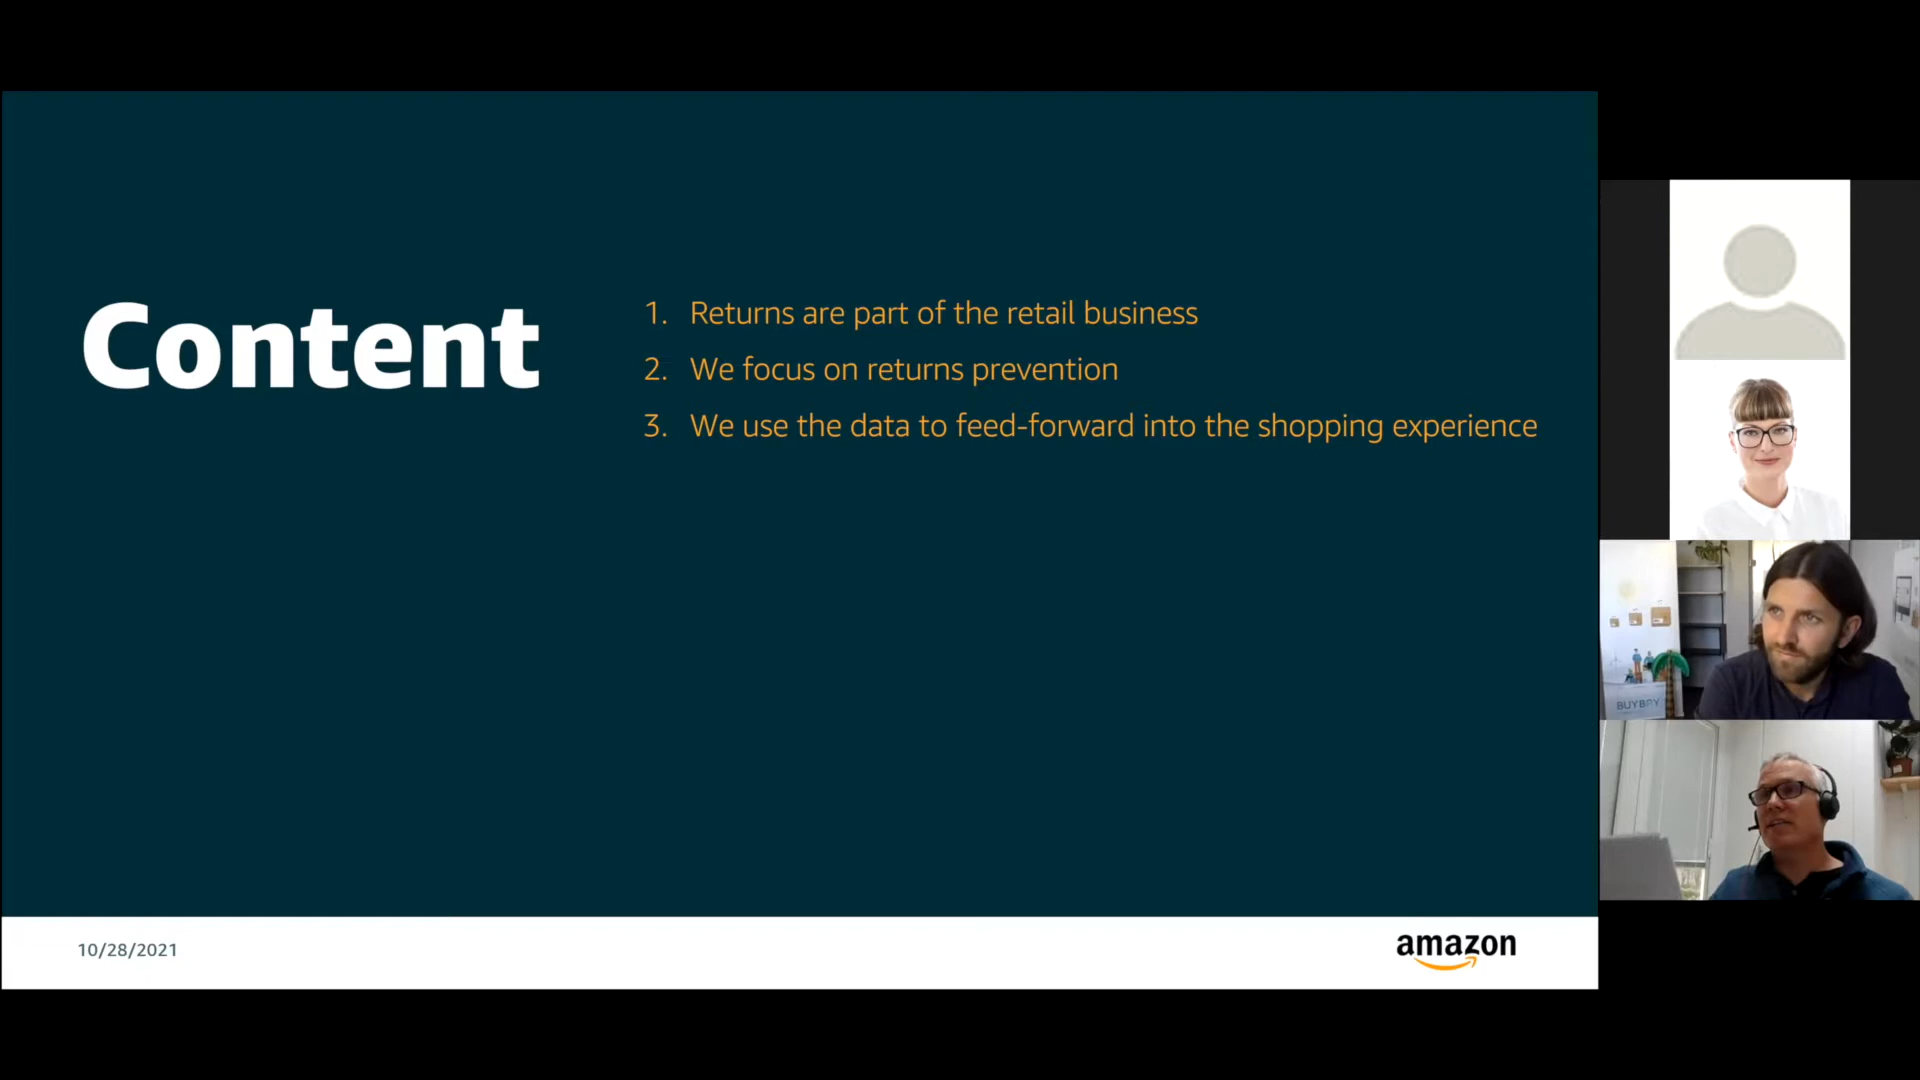 Content
1. Returns are part of the retail business
2. We focus on returns prevention
3. We use the data to feed-forward into the shopping experience
BUYBAY
10/28/2021
amazon